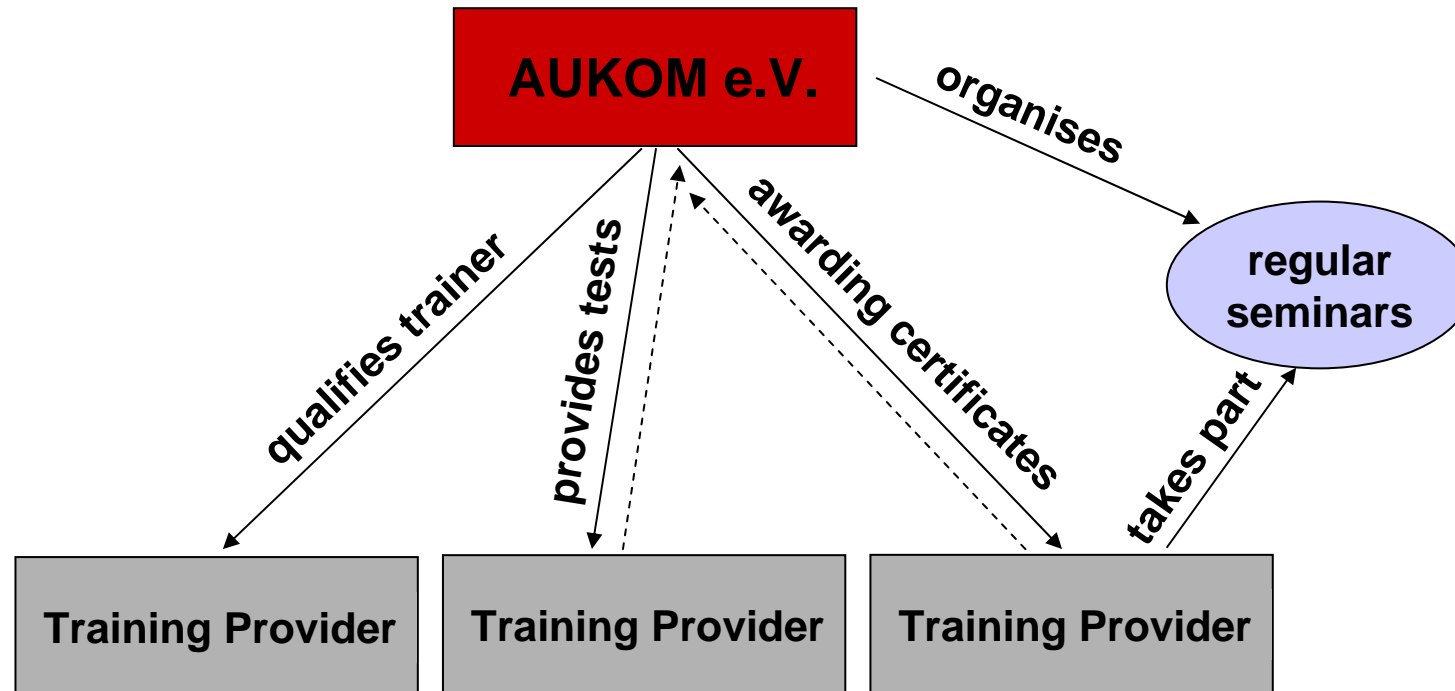 AUKOM e.V.
organises
regular
seminars
qualifies trainer
provides tests
awarding certificates
takes part
Training Provider
Training Provider
Training Provider